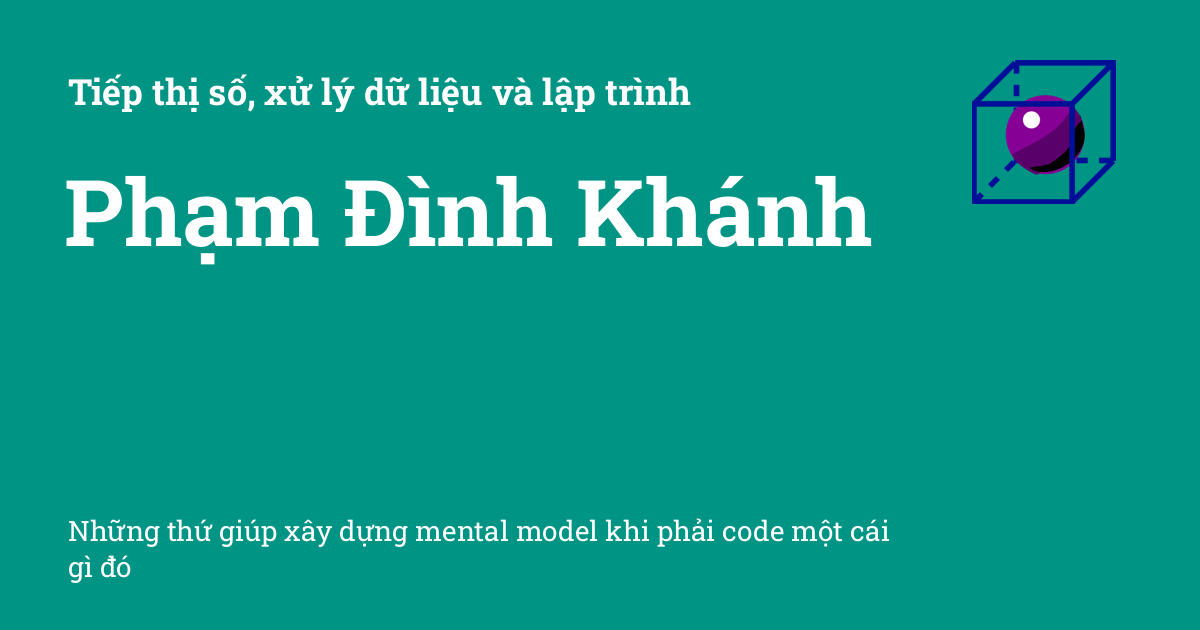 Tiếp thị số, xử lý dữ liệu và lập trình
Phạm Đình Khánh
Những thứ giúp xây dựng mental model khi phải code một cái
gì đó